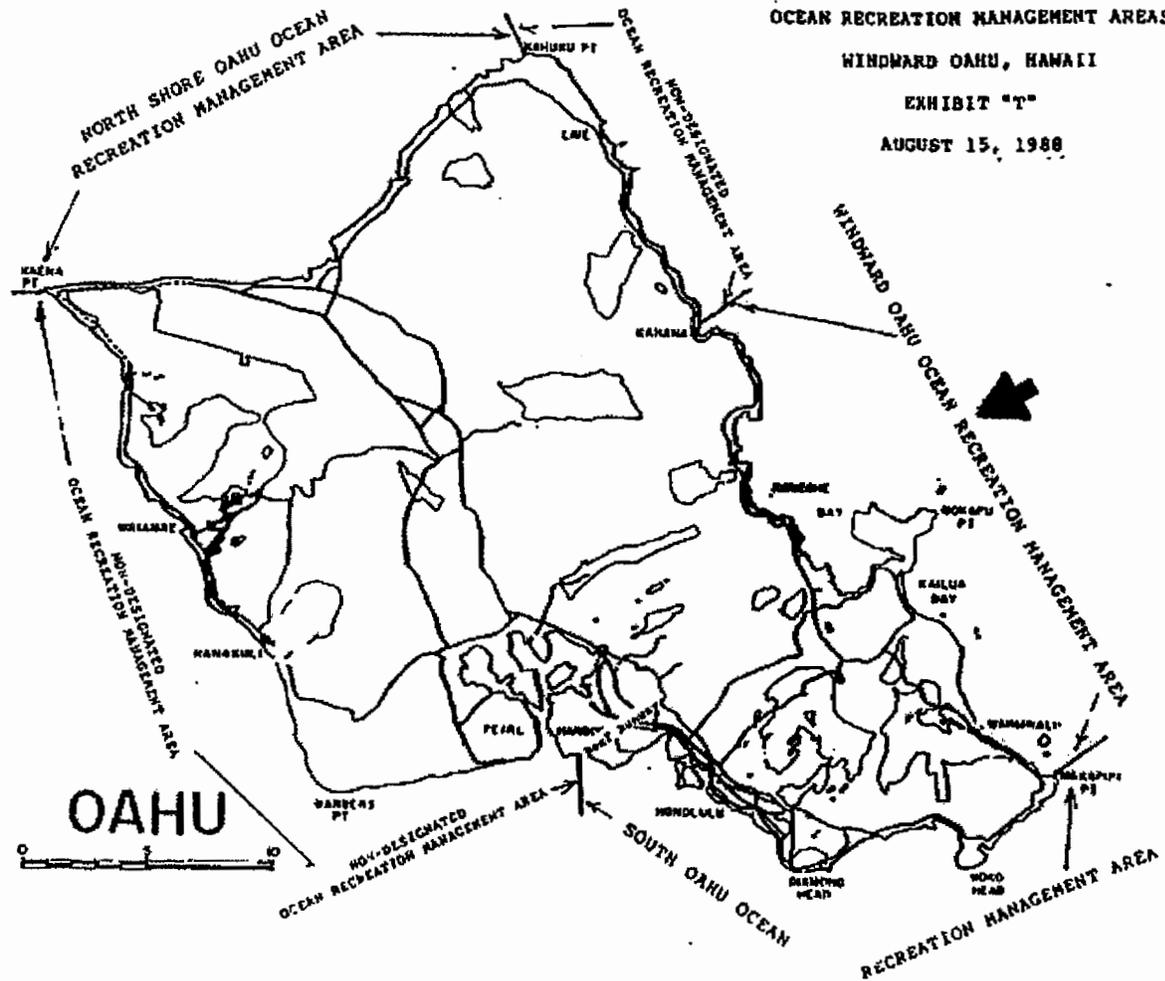 OCEAN RECREATION MANAGEMENT AREAS
WINDWARD OAHU, HAWAII
EXHIBIT "T"
AUGUST 15, 1988
NORTH SHORE OAHU OCEAN
RECREATION MANAGEMENT AREA
KAHUKU PT
NON-DESIGNATED
OCEAN RECREATION MANAGEMENT AREA
LAIE
KAENA
PT
WINDWARD OAHU OCEAN RECREATION MANAGEMENT AREA
KAHANA
KANEOHE
BAY
MOKAPU
PT
KAILUA
BAY
WAIANAE
NON-DESIGNATED
OCEAN RECREATION MANAGEMENT AREA
NANAKULI
PEARL
WAIMANALO
MAKAPUU
PT
OAHU
0 5 10
BARBERS
PT
NON-DESIGNATED
OCEAN RECREATION MANAGEMENT AREA
HONOLULU
SOUTH OAHU OCEAN
RECREATION MANAGEMENT AREA
DIAMOND
HEAD
KOKO
HEAD